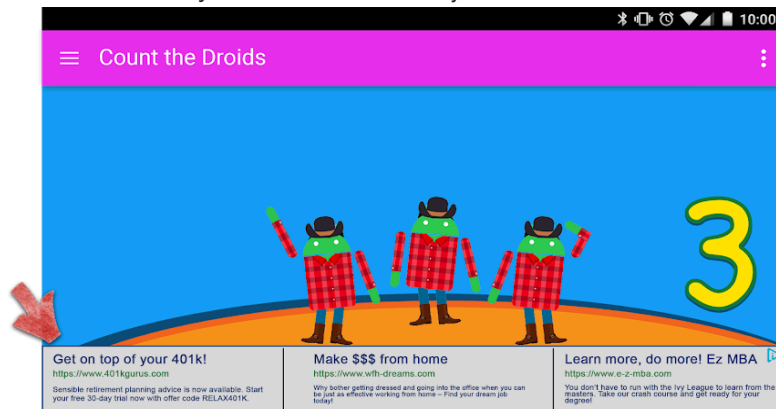 10:00
Count the Droids
3
Get on top of your 401k!
https://www.401kgurus.com
Sensible retirement planning advice is now available. Start
your free 30-day trial now with offer code RELAX401K.
Make $$$ from home
https://www.wfh-dreams.com
Why bother getting dressed and going into the office when you can
be just as effective working from home – Find your dream job
today!
Learn more, do more! Ez MBA
https://www.e-z-mba.com
You don't have to run with the Ivy League to learn from the
masters. Take our crash course and get ready for your
degree!